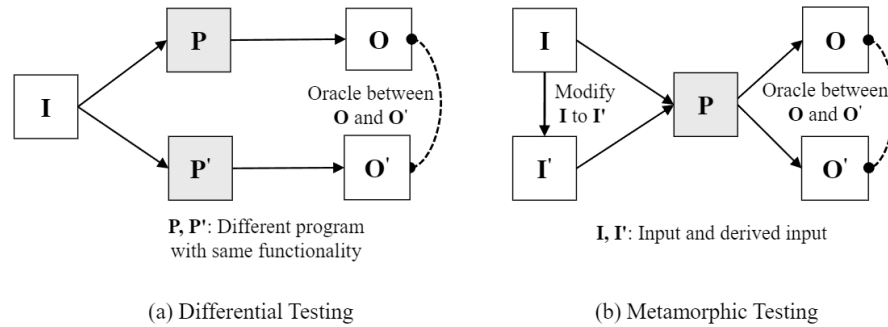 I
P
O
P'
O'
Oracle between
O and O'
P, P': Different program
with same functionality
(a) Differential Testing
I
Modify
I to I'
I'
P
O
Oracle between
O and O'
O'
I, I': Input and derived input
(b) Metamorphic Testing